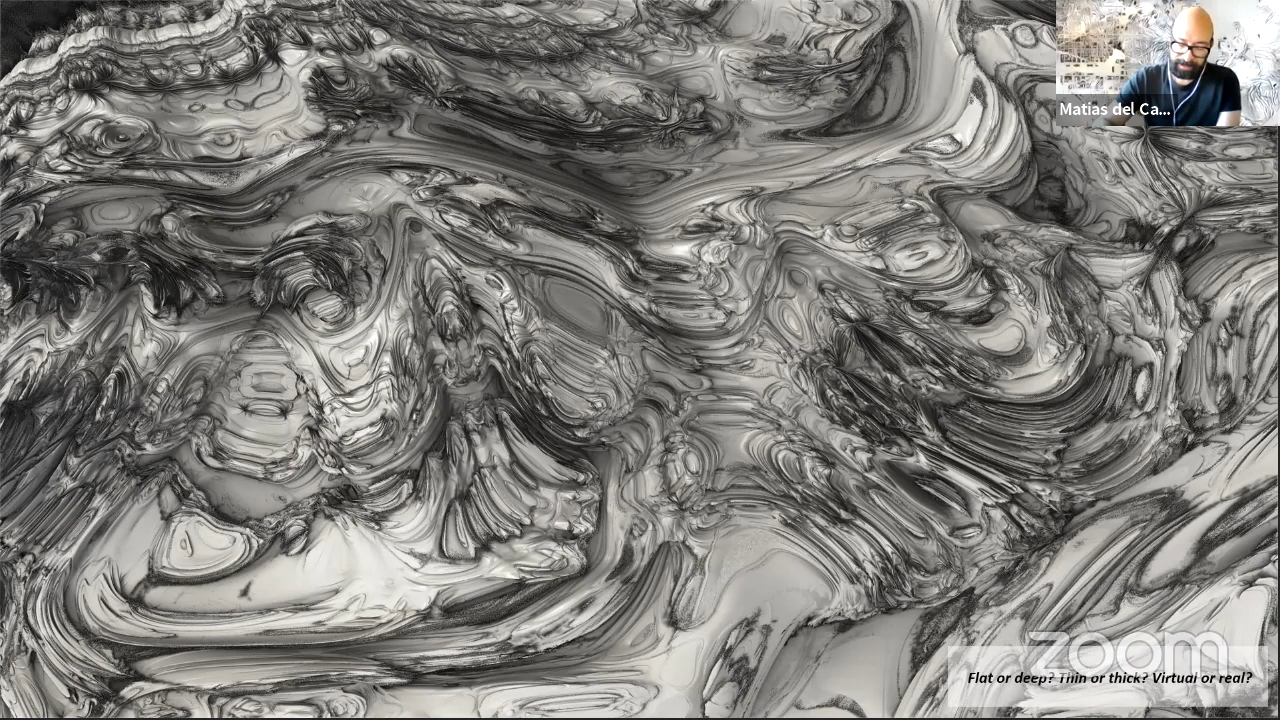 Matias del Ca...
zoom
Flat or deep? Thin or thick? Virtual or real?